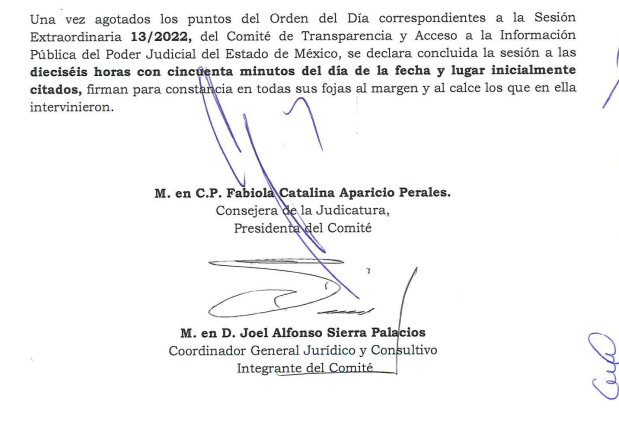 Una vez agotados los puntos del Orden del Día correspondientes a la Sesión
Extraordinaria 13/2022, del Comité de Transparencia y Acceso a la Información
Pública del Poder Judicial del Estado de México, se declara concluida la sesión a las
dieciséis horas con cincuenta minutos del día de la fecha y lugar inicialmente
citados, firman para constancia en todas sus fojas al margen y al calce los que en ella
intervinieron.
M. en C.P. Fabiola Catalina Aparicio Perales.
Consejera de la Judicatura,
Presidenta del Comité
M. en D. Joel Alfonso Sierra Palacios
Coordinador General Jurídico y Consultivo
Integrante del Comité